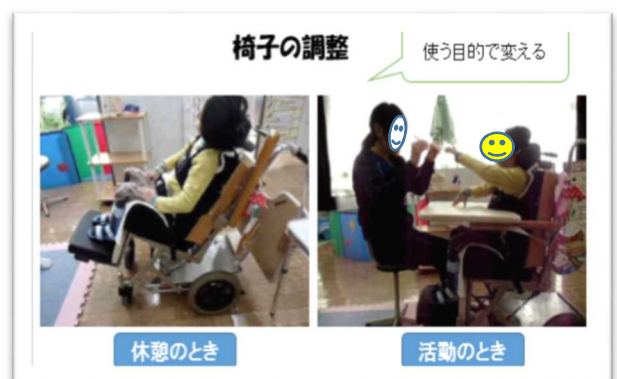 椅子の調整
使う目的で変える
休憩のとき
活動のとき